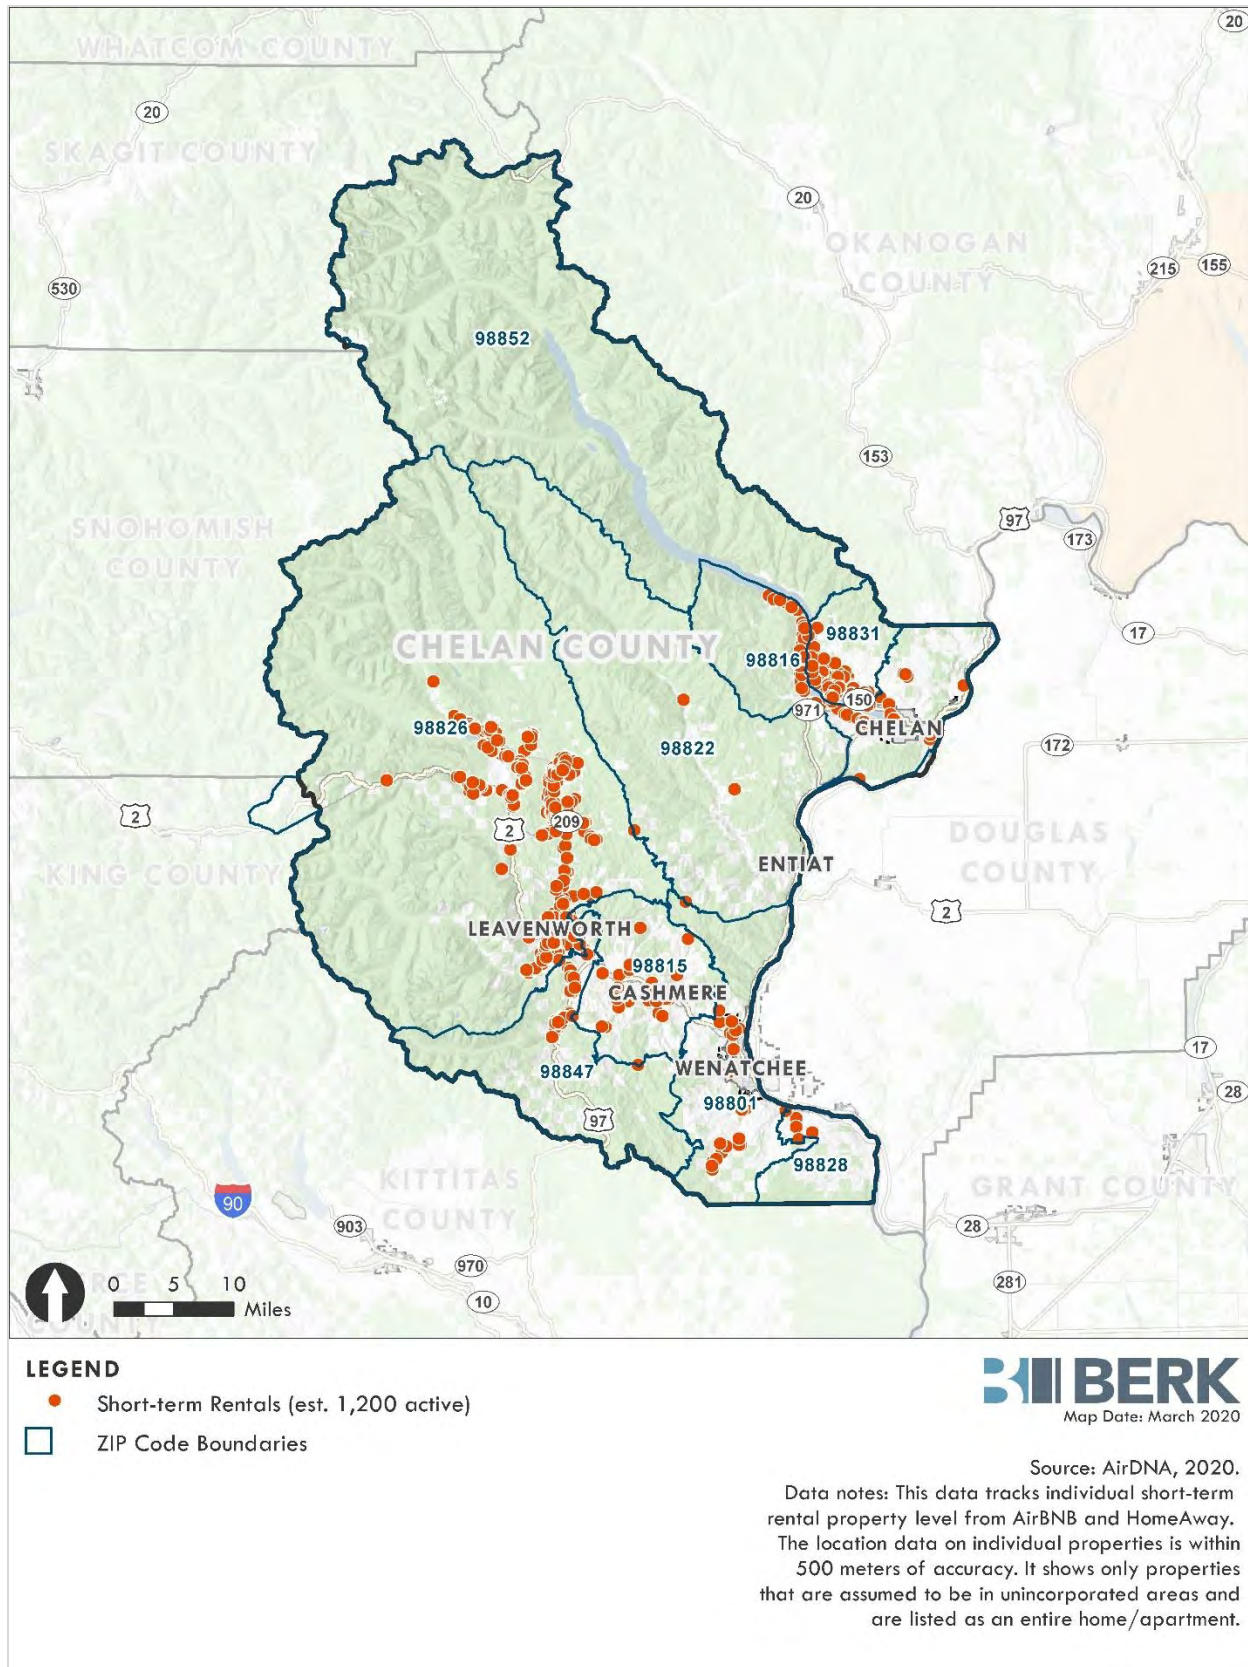 20
WHATCOM COUNTY
20
SKAGIT COUNTY
20
OKANOGAN
COUNTY
215
155
530
98852
153
SNOHOMISH
COUNTY
97
173
17
CHELAN COUNTY
98831
98816
150
971
CHELAN
98826
98822
172
2
2
209
KING COUNTY
ENTIAT
DOUGLAS
COUNTY
2
LEAVENWORTH
98815
CASHMERE
17
98847
WENATCHEE
98801
28
97
98828
KITTITAS
COUNTY
GRANT COUNTY
90
903
28
970
281
10
COUNTY
0 5 10
Miles
LEGEND
Short-term Rentals (est. 1,200 active)
ZIP Code Boundaries
BERK
Map Date: March 2020
Source: AirDNA, 2020.
Data notes: This data tracks individual short-term
rental property level from AirBNB and HomeAway.
The location data on individual properties is within
500 meters of accuracy. It shows only properties
that are assumed to be in unincorporated areas and
are listed as an entire home/apartment.